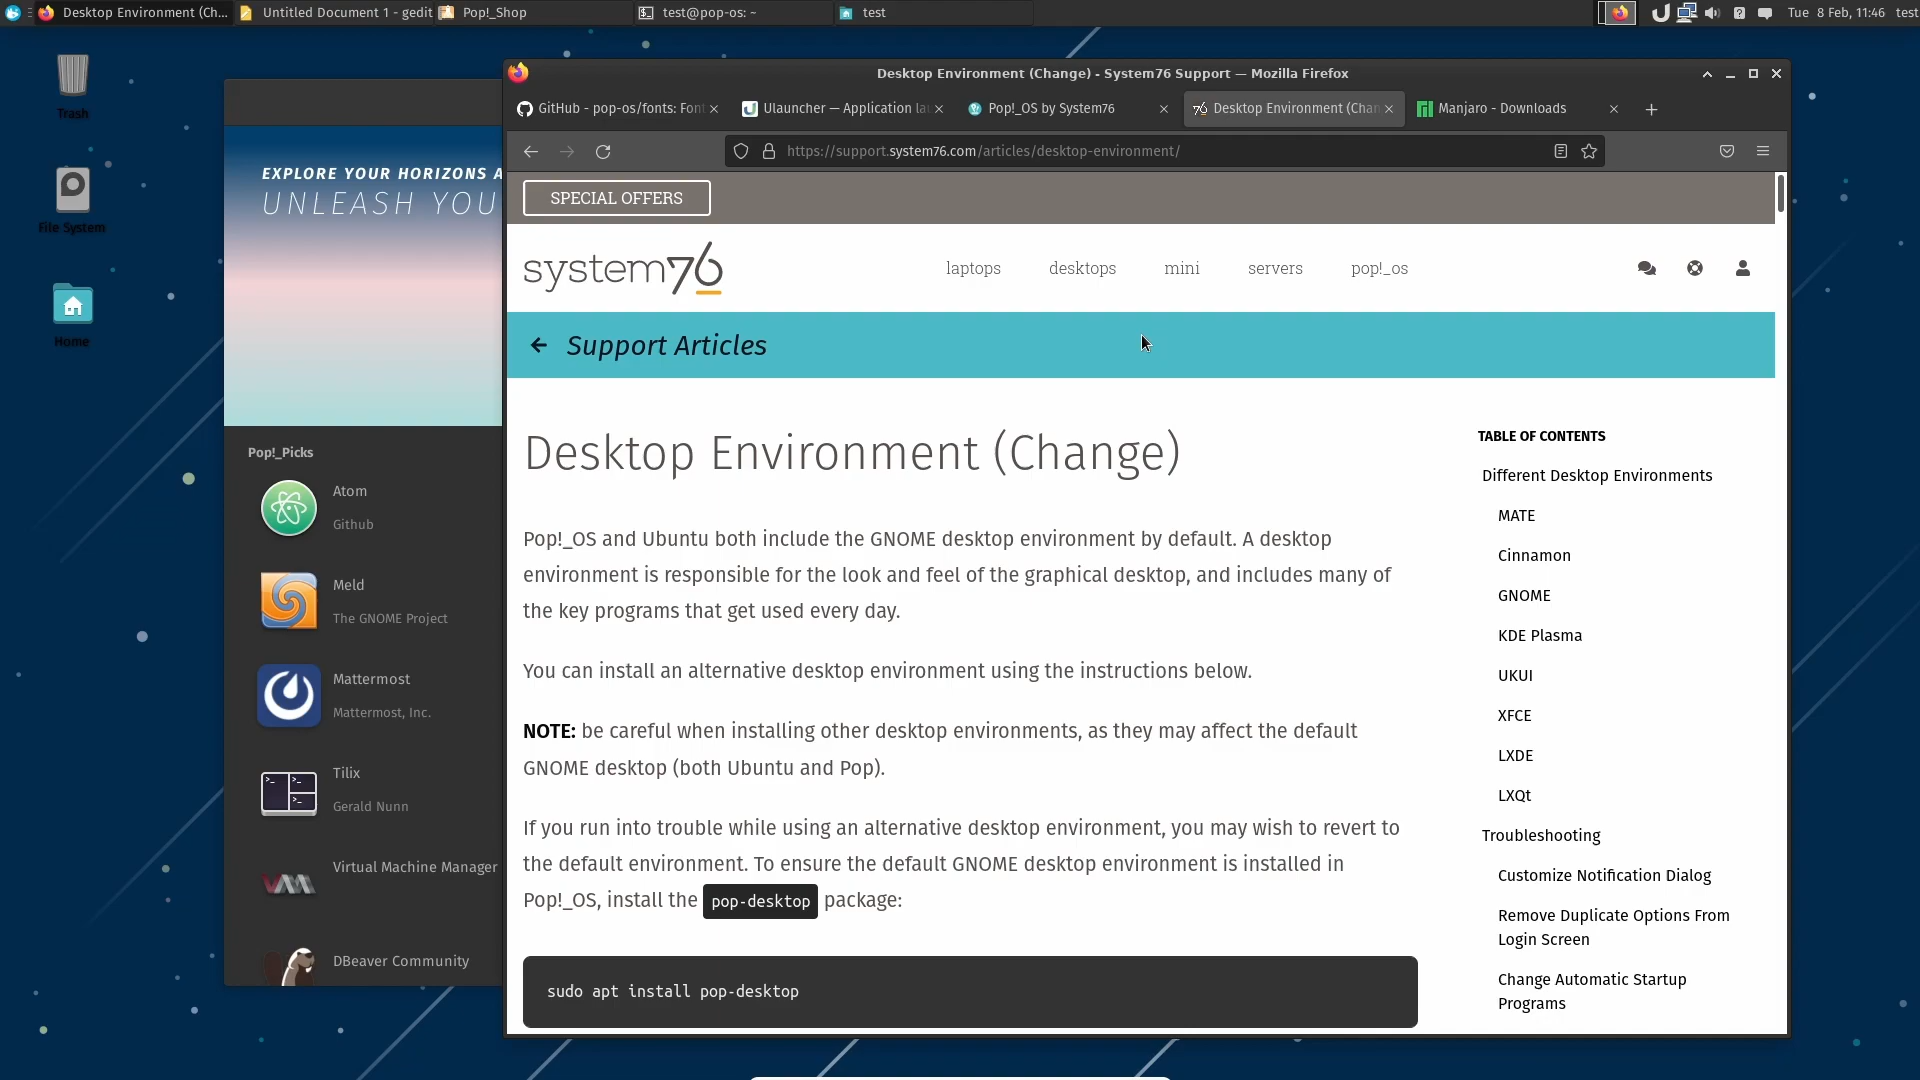 Desktop Environment (Ch...
Untitled Document 1 - gedit
Pop!_Shop
test@pop-os: ~
test
Tue 8 Feb, 11:46
test
Trash
File System
Home
EXPLORE YOUR HORIZONS A
UNLEASH YOU
Pop!_Picks
Atom
Github
Meld
The GNOME Project
Mattermost
Mattermost, Inc.
Tilix
Gerald Nunn
Virtual Machine Manager
DBeaver Community
Desktop Environment (Change) - System76 Support — Mozilla Firefox
GitHub - pop-os/fonts: Font
Ulauncher — Application la
Pop!_OS by System76
Desktop Environment (Chan
Manjaro - Downloads
https://support.system76.com/articles/desktop-environment/
SPECIAL OFFERS
system76
laptops
desktops
mini
servers
pop!_os
Support Articles
Desktop Environment (Change)
Pop!_OS and Ubuntu both include the GNOME desktop environment by default. A desktop
environment is responsible for the look and feel of the graphical desktop, and includes many of
the key programs that get used every day.
You can install an alternative desktop environment using the instructions below.
NOTE: be careful when installing other desktop environments, as they may affect the default
GNOME desktop (both Ubuntu and Pop).
If you run into trouble while using an alternative desktop environment, you may wish to revert to
the default environment. To ensure the default GNOME desktop environment is installed in
Pop!_OS, install the pop-desktop package:
sudo apt install pop-desktop
TABLE OF CONTENTS
Different Desktop Environments
MATE
Cinnamon
GNOME
KDE Plasma
UKUI
XFCE
LXDE
LXQt
Troubleshooting
Customize Notification Dialog
Remove Duplicate Options From
Login Screen
Change Automatic Startup
Programs